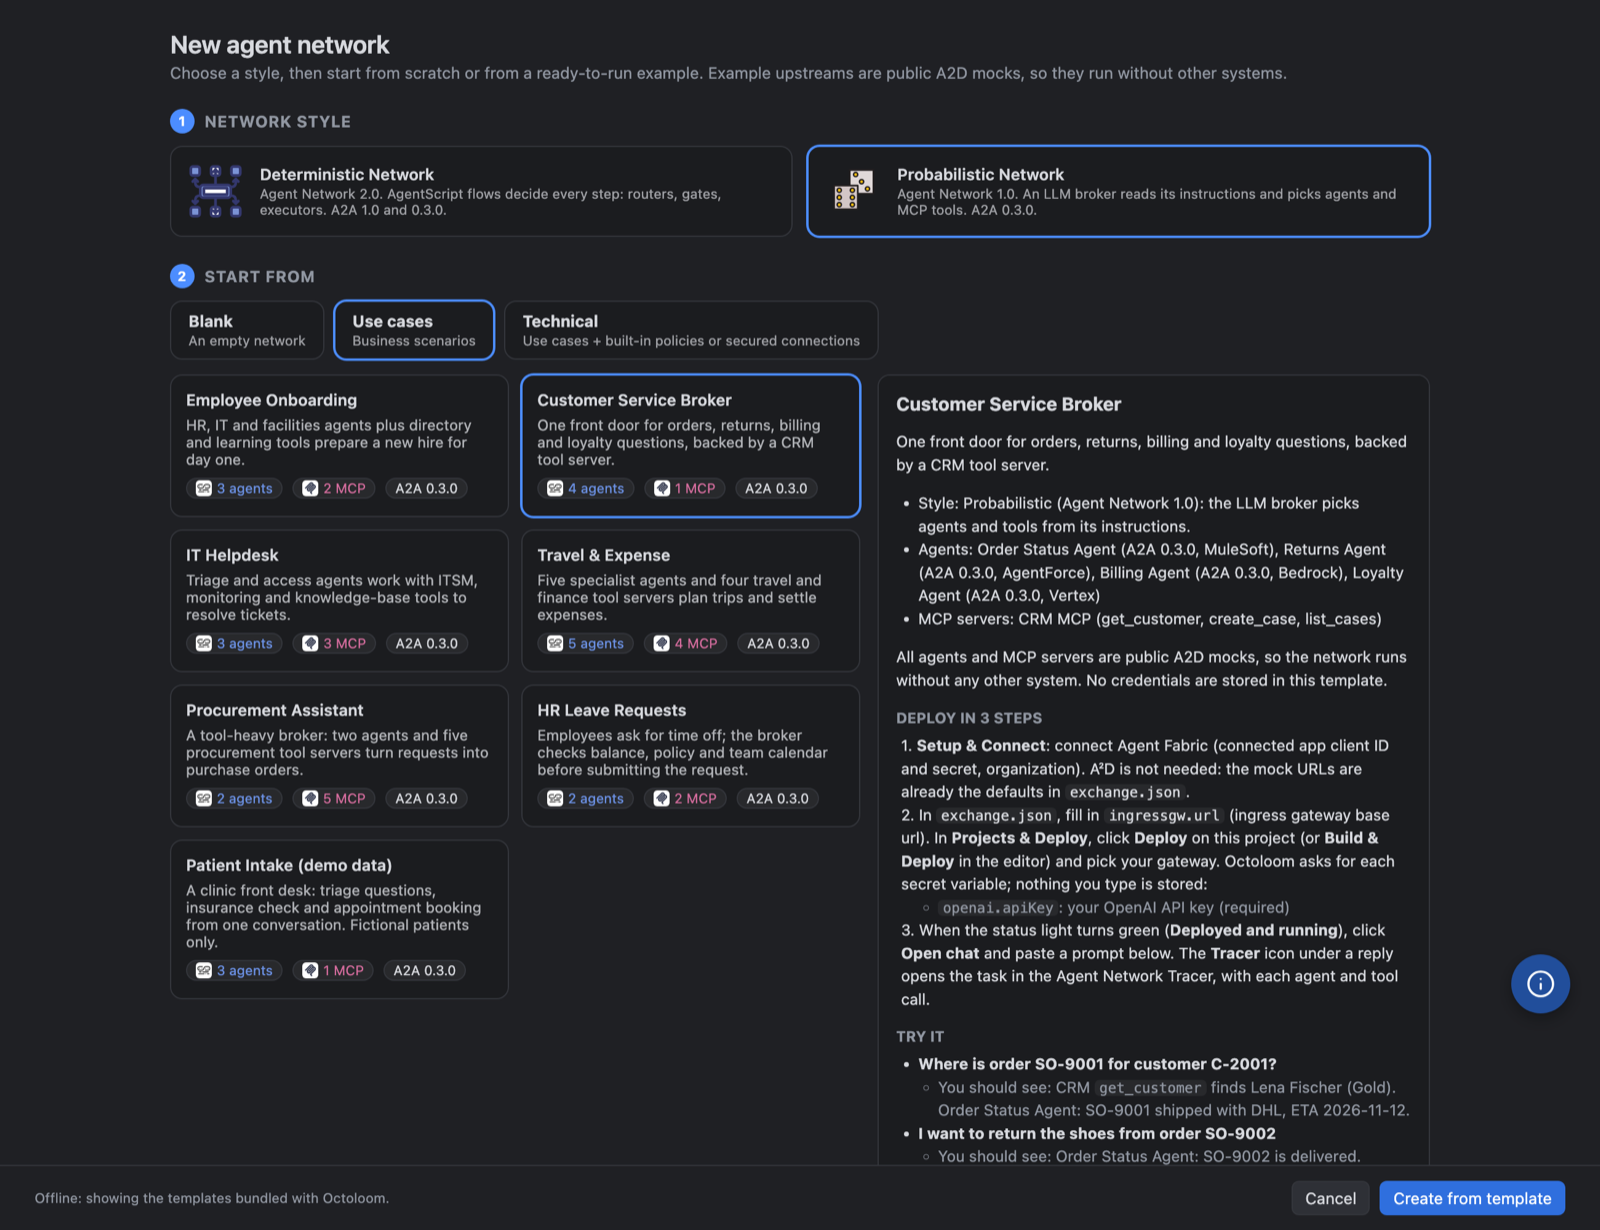 New agent network
Choose a style, then start from scratch or from a ready-to-run example. Example upstreams are public A2D mocks, so they run without other systems.
1 NETWORK STYLE
Deterministic Network
Agent Network 2.0. AgentScript flows decide every step: routers, gates,
executors. A2A 1.0 and 0.3.0.
Probabilistic Network
Agent Network 1.0. An LLM broker reads its instructions and picks agents and
MCP tools. A2A 0.3.0.
2 START FROM
Blank
An empty network
Use cases
Business scenarios
Technical
Use cases + built-in policies or secured connections
Employee Onboarding
HR, IT and facilities agents plus directory
and learning tools prepare a new hire for
day one.
3 agents 2 MCP A2A 0.3.0
Customer Service Broker
One front door for orders, returns, billing
and loyalty questions, backed by a CRM
tool server.
4 agents 1 MCP A2A 0.3.0
IT Helpdesk
Triage and access agents work with ITSM,
monitoring and knowledge-base tools to
resolve tickets.
3 agents 3 MCP A2A 0.3.0
Travel & Expense
Five specialist agents and four travel and
finance tool servers plan trips and settle
expenses.
5 agents 4 MCP A2A 0.3.0
Procurement Assistant
A tool-heavy broker: two agents and five
procurement tool servers turn requests into
purchase orders.
2 agents 5 MCP A2A 0.3.0
HR Leave Requests
Employees ask for time off; the broker
checks balance, policy and team calendar
before submitting the request.
2 agents 2 MCP A2A 0.3.0
Patient Intake (demo data)
A clinic front desk: triage questions,
insurance check and appointment booking
from one conversation. Fictional patients
only.
3 agents 1 MCP A2A 0.3.0
Customer Service Broker
One front door for orders, returns, billing and loyalty questions, backed
by a CRM tool server.
• Style: Probabilistic (Agent Network 1.0): the LLM broker picks
agents and tools from its instructions.
• Agents: Order Status Agent (A2A 0.3.0, MuleSoft), Returns Agent
(A2A 0.3.0, AgentForce), Billing Agent (A2A 0.3.0, Bedrock), Loyalty
Agent (A2A 0.3.0, Vertex)
• MCP servers: CRM MCP (get_customer, create_case, list_cases)
All agents and MCP servers are public A2D mocks, so the network runs
without any other system. No credentials are stored in this template.
DEPLOY IN 3 STEPS
1. Setup & Connect: connect Agent Fabric (connected app client ID
and secret, organization). A²D is not needed: the mock URLs are
already the defaults in exchange.json.
2. In exchange.json, fill in ingressgw.url (ingress gateway base
url). In Projects & Deploy, click Deploy on this project (or Build &
Deploy in the editor) and pick your gateway. Octoloom asks for each
secret variable; nothing you type is stored:
◦ openai.apiKey: your OpenAI API key (required)
3. When the status light turns green (Deployed and running), click
Open chat and paste a prompt below. The Tracer icon under a reply
opens the task in the Agent Network Tracer, with each agent and tool
call.
TRY IT
• Where is order SO-9001 for customer C-2001?
◦ You should see: CRM get_customer finds Lena Fischer (Gold).
Order Status Agent: SO-9001 shipped with DHL, ETA 2026-11-12.
• I want to return the shoes from order SO-9002
◦ You should see: Order Status Agent: SO-9002 is delivered.
Offline: showing the templates bundled with Octoloom.
Cancel
Create from template